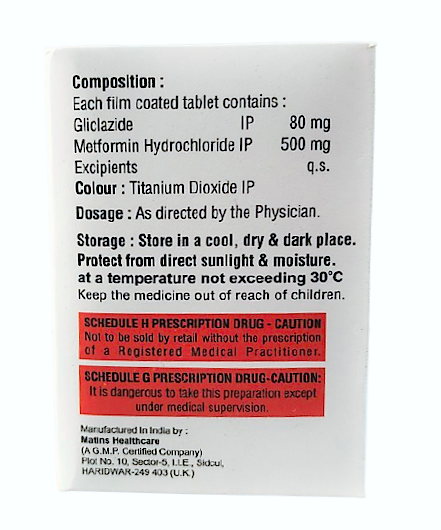 Composition :
Each film coated tablet contains :
Gliclazide IP 80 mg
Metformin Hydrochloride IP 500 mg
Excipients q.s.
Colour : Titanium Dioxide IP
Dosage : As directed by the Physician.
Storage : Store in a cool, dry & dark place.
Protect from direct sunlight & moisture.
at a temperature not exceeding 30°C
Keep the medicine out of reach of children.
SCHEDULE H PRESCRIPTION DRUG - CAUTION
Not to be sold by retail without the prescription
of a Registered Medical Practitioner.
SCHEDULE G PRESCRIPTION DRUG-CAUTION:
It is dangerous to take this preparation except
under medical supervision.
Manufactured In India by :
Matins Healthcare
(A G.M.P. Certified Company)
Plot No. 10, Sector-5, I.I.E., Sidcul,
HARIDWAR-249 403 (U.K.)